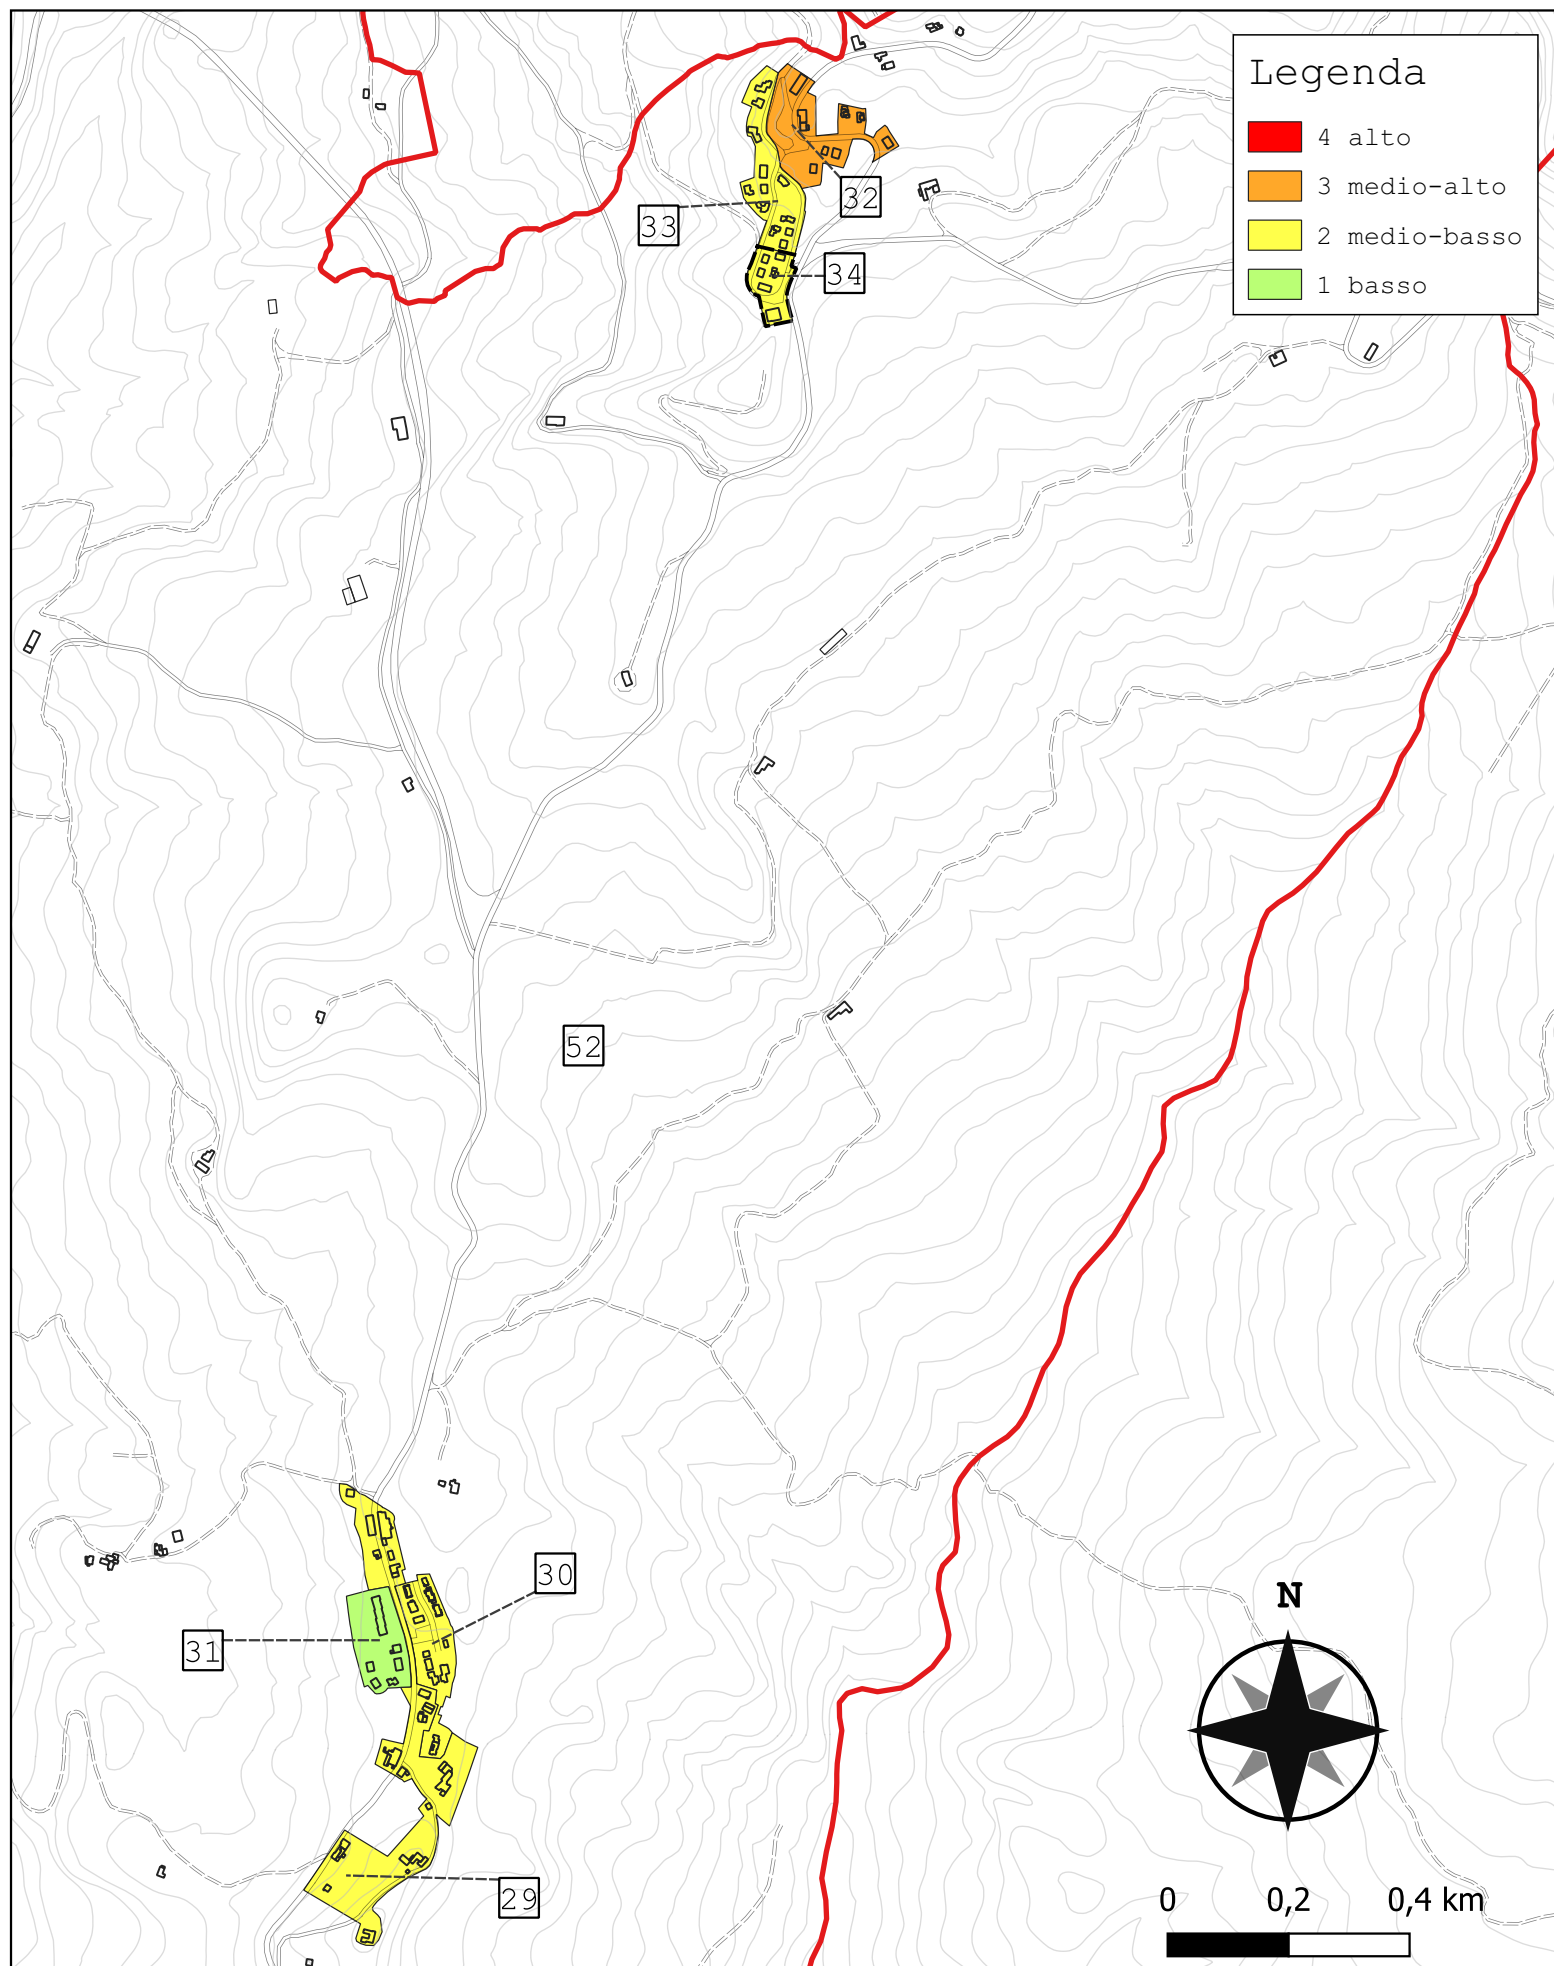 Legenda
4 alto
3 medio-alto
2 medio-basso
1 basso
32
33
34
52
30
31
29
N
0 0,2 0,4 km